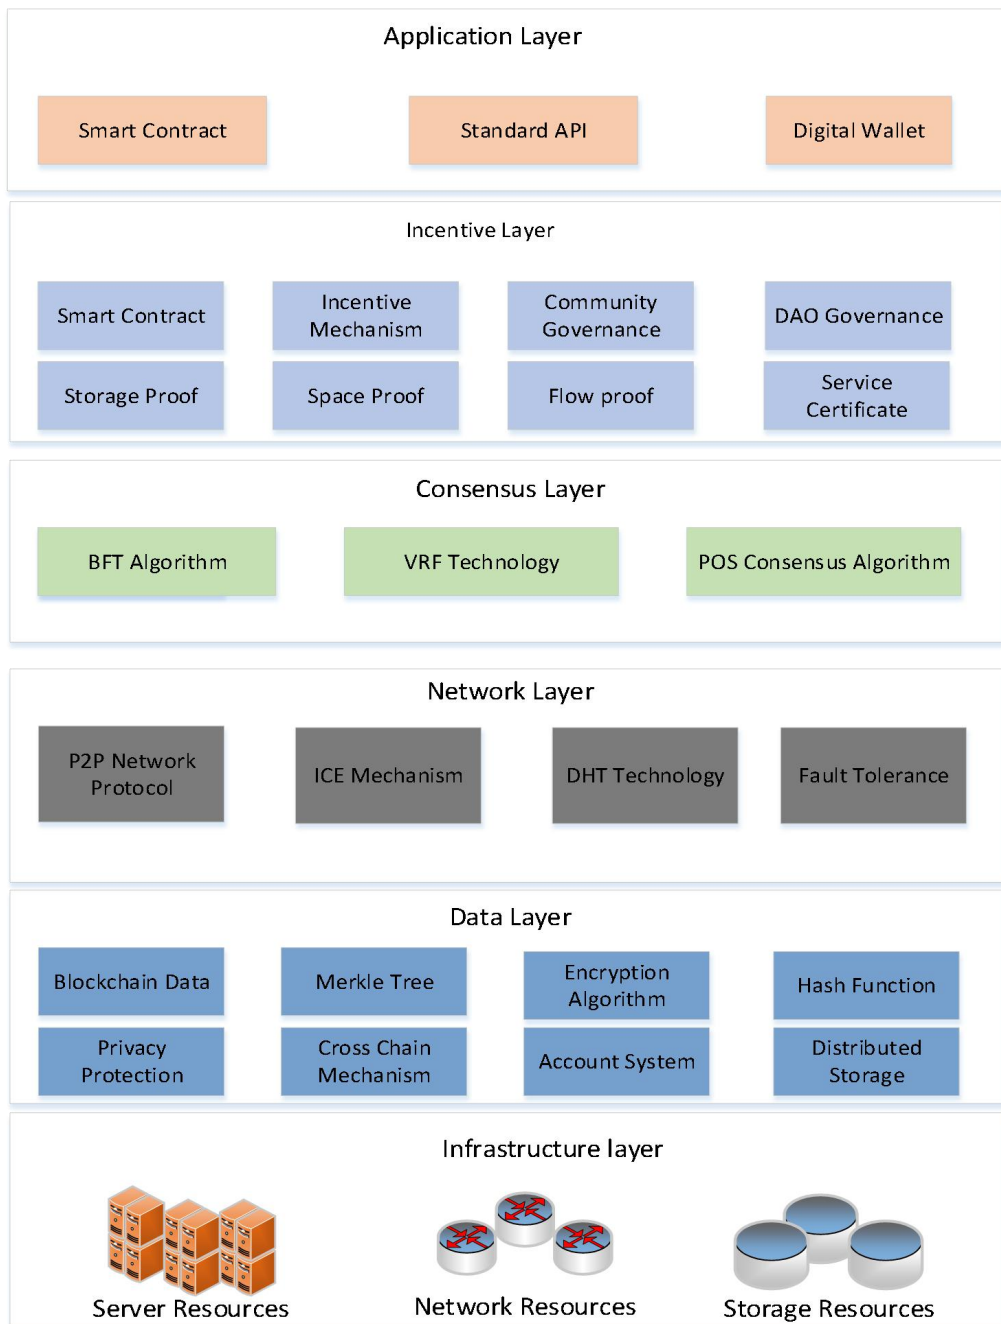 Application Layer
Smart Contract
Standard API
Digital Wallet
Incentive Layer
Smart Contract
Incentive
Mechanism
Community
Governance
DAO Governance
Storage Proof
Space Proof
Flow proof
Service
Certificate
Consensus Layer
BFT Algorithm
VRF Technology
POS Consensus Algorithm
Network Layer
P2P Network
Protocol
ICE Mechanism
DHT Technology
Fault Tolerance
Data Layer
Blockchain Data
Merkle Tree
Encryption
Algorithm
Hash Function
Privacy
Protection
Cross Chain
Mechanism
Account System
Distributed
Storage
Infrastructure layer
Server Resources
Network Resources
Storage Resources